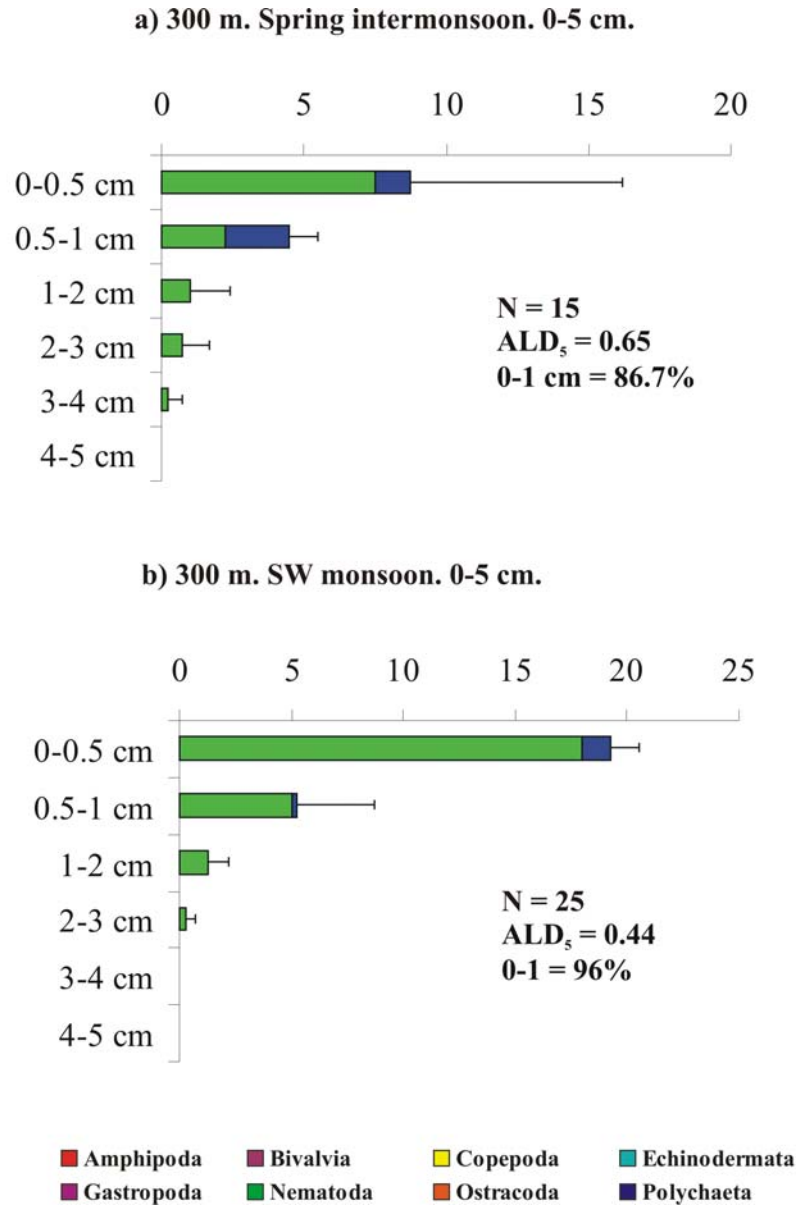 a) 300 m. Spring intermonsoon. 0-5 cm.
0 5 10 15 20
0-0.5 cm
0.5-1 cm
1-2 cm
2-3 cm
3-4 cm
4-5 cm
N = 15
ALD₅ = 0.65
0-1 cm = 86.7%
b) 300 m. SW monsoon. 0-5 cm.
0 5 10 15 20 25
0-0.5 cm
0.5-1 cm
1-2 cm
2-3 cm
3-4 cm
4-5 cm
N = 25
ALD₅ = 0.44
0-1 = 96%
Amphipoda Bivalvia Copepoda Echinodermata
Gastropoda Nematoda Ostracoda Polychaeta